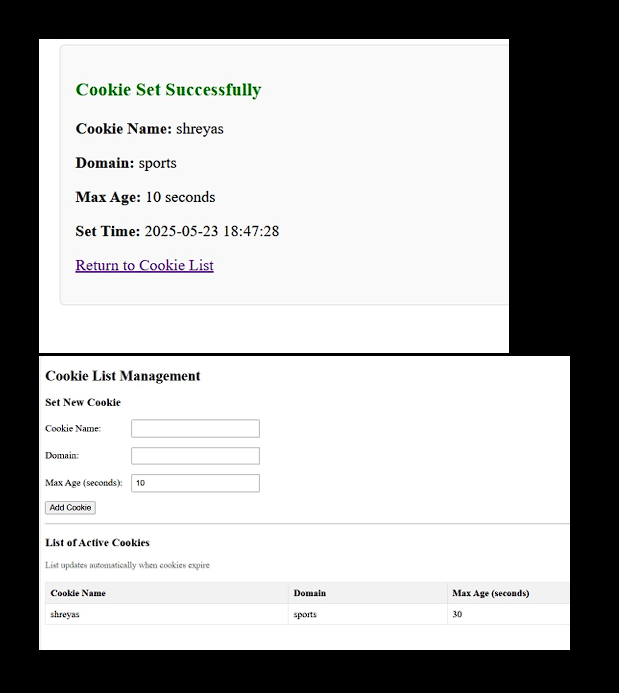 Cookie Set Successfully
Cookie Name: shreyas
Domain: sports
Max Age: 10 seconds
Set Time: 2025-05-23 18:47:28
Return to Cookie List
Cookie List Management
Set New Cookie
Cookie Name:
Domain:
Max Age (seconds): 10
Add Cookie
List of Active Cookies
List updates automatically when cookies expire
Cookie Name Domain Max Age (seconds)
shreyas sports 30